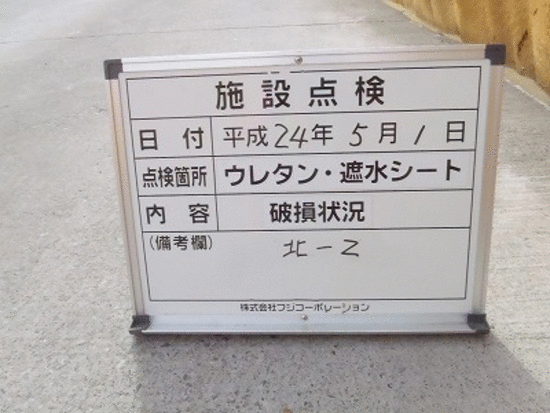 施設点検
日付 平成24年5月1日
点検箇所 ウレタン・遮水シート
内容 破損状況
(備考欄) 北-2
株式会社フジコーポレーション